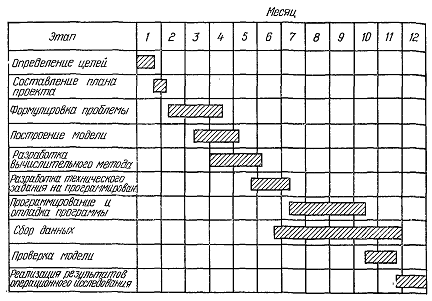 Месяц
Этап 1 2 3 4 5 6 7 8 9 10 11 12
Определение целей
Составление плана
проекта
Формулировка проблемы
Построение модели
Разработка
вычислительного метода
Разработка технического
задания на программирован
Программирование и
отладка программы
Сбор данных
Проверка модели
Реализация результатов
операционного исследования